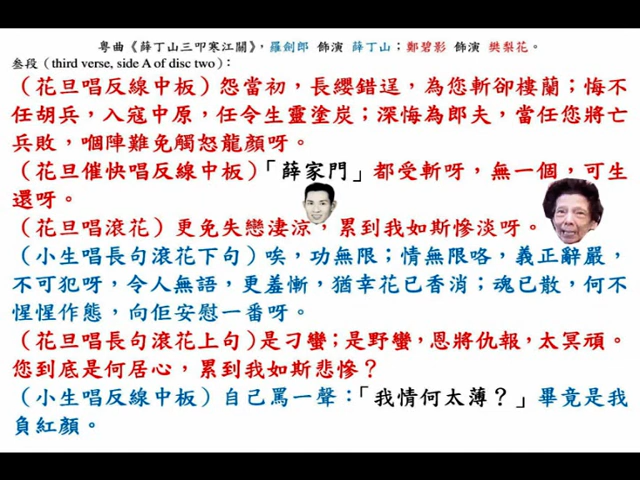 粵曲《薛丁山三叩寒江關》，羅劍郎 飾演 薛丁山；鄭碧影 飾演 樊梨花。
叁段（third verse, side A of disc two）：
（花旦唱反線中板）怨當初，長纓錯逞，為您斬卻樓蘭；悔不
任胡兵，入寇中原，任令生靈塗炭；深悔為郎夫，當任您將亡
兵敗，嗰陣難免觸怒龍顏呀。
（花旦催快唱反線中板）「薛家門」都受斬呀，無一個，可生
還呀。
（花旦唱滾花）更免失戀淒涼，累到我如斯慘淡呀。
（小生唱長句滾花下句）唉，功無限；情無限咯，義正辭嚴，
不可犯呀，令人無語，更羞慚，猶幸花已香消；魂已散，何不
惺惺作態，向佢安慰一番呀。
（花旦唱長句滾花上句）是刁蠻；是野蠻，恩將仇報，太冥頑。
您到底是何居心，累到我如斯悲慘？
（小生唱反線中板）自己罵一聲：「我情何太薄？」畢竟是我
負紅顏。